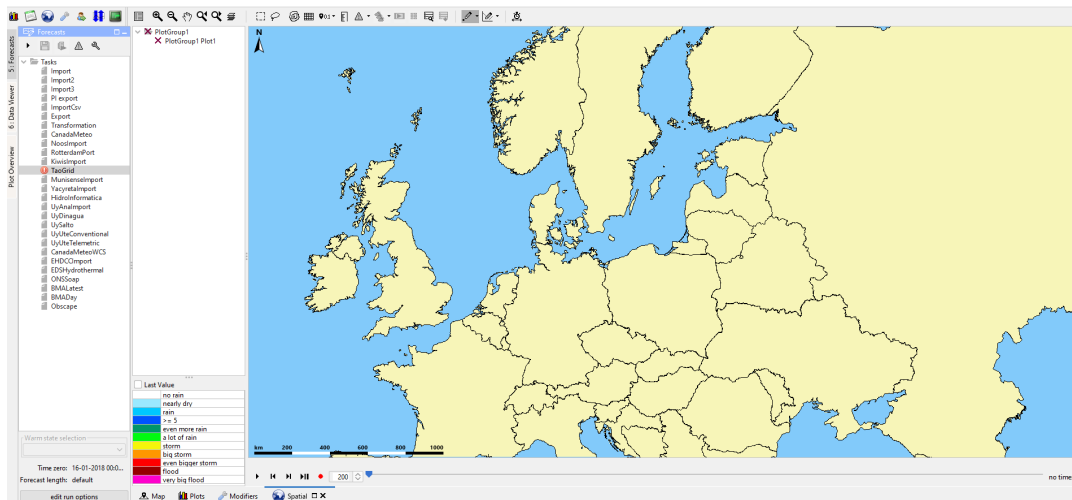 Forecasts
5 : Forecasts
6 : Data Viewer
Plot Overview
Tasks
Import
Import2
Import3
PI export
ImportCsv
Export
Transformation
CanadaMeteo
NoosImport
RotterdamPort
KiwisImport
TaoGrid
MunisenseImport
YacyretaImport
HidroInformatica
UyAnaImport
UyDinagua
UySalto
UyUteConventional
UyUteTelemetric
CanadaMeteoWCS
EHDCOImport
EDSHydrothermal
ONSSoap
BMALatest
BMADay
Obscape
Warm state selection
Time zero: 16-01-2018 00:0...
Forecast length: default
edit run options
PlotGroup1
PlotGroup1 Plot1
Last Value
no rain
nearly dry
rain
>= 5
even more rain
a lot of rain
storm
big storm
even bigger storm
flood
very big flood
N
km 200 400 600 800 1000
200
no time
Map Plots Modifiers Spatial